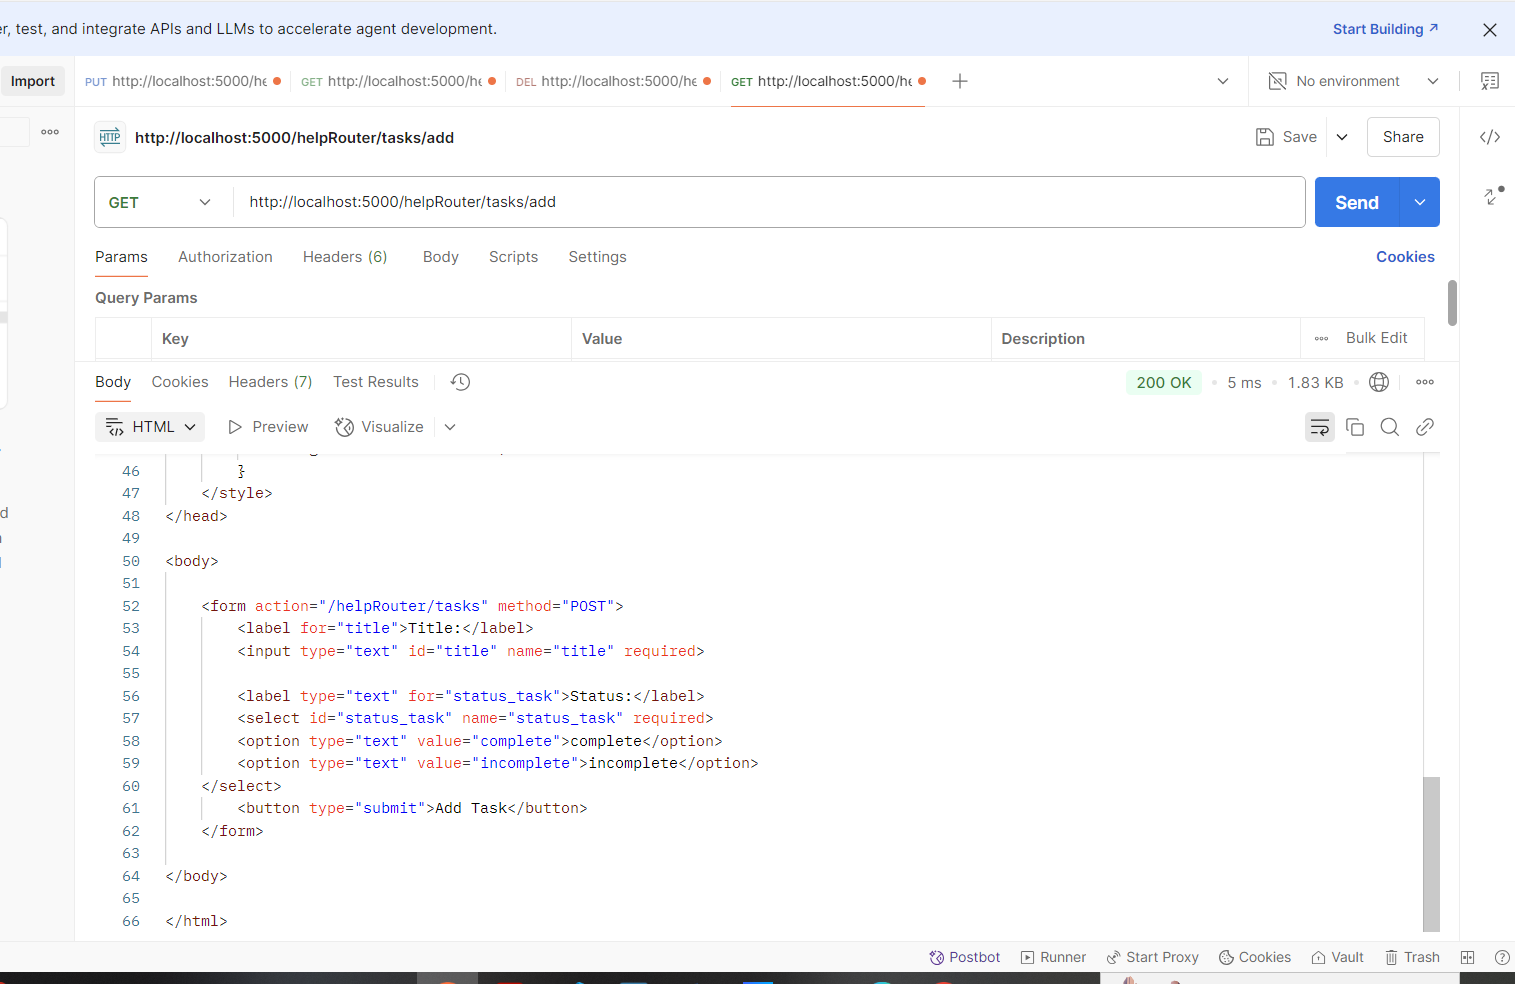 er, test, and integrate APIs and LLMs to accelerate agent development.
Start Building
Import
PUT http://localhost:5000/he
GET http://localhost:5000/he
DEL http://localhost:5000/he
GET http://localhost:5000/he
No environment
HTTP http://localhost:5000/helpRouter/tasks/add
Save
Share
GET
http://localhost:5000/helpRouter/tasks/add
Send
Params
Authorization
Headers (6)
Body
Scripts
Settings
Cookies
Query Params
Key
Value
Description
Bulk Edit
Body
Cookies
Headers (7)
Test Results
200 OK
5 ms
1.83 KB
HTML
Preview
Visualize
46 }
47 </style>
48 </head>
49
50 <body>
51
52 <form action="/helpRouter/tasks" method="POST">
53 <label for="title">Title:</label>
54 <input type="text" id="title" name="title" required>
55
56 <label type="text" for="status_task">Status:</label>
57 <select id="status_task" name="status_task" required>
58 <option type="text" value="complete">complete</option>
59 <option type="text" value="incomplete">incomplete</option>
60 </select>
61 <button type="submit">Add Task</button>
62 </form>
63
64 </body>
65
66 </html>
Postbot
Runner
Start Proxy
Cookies
Vault
Trash